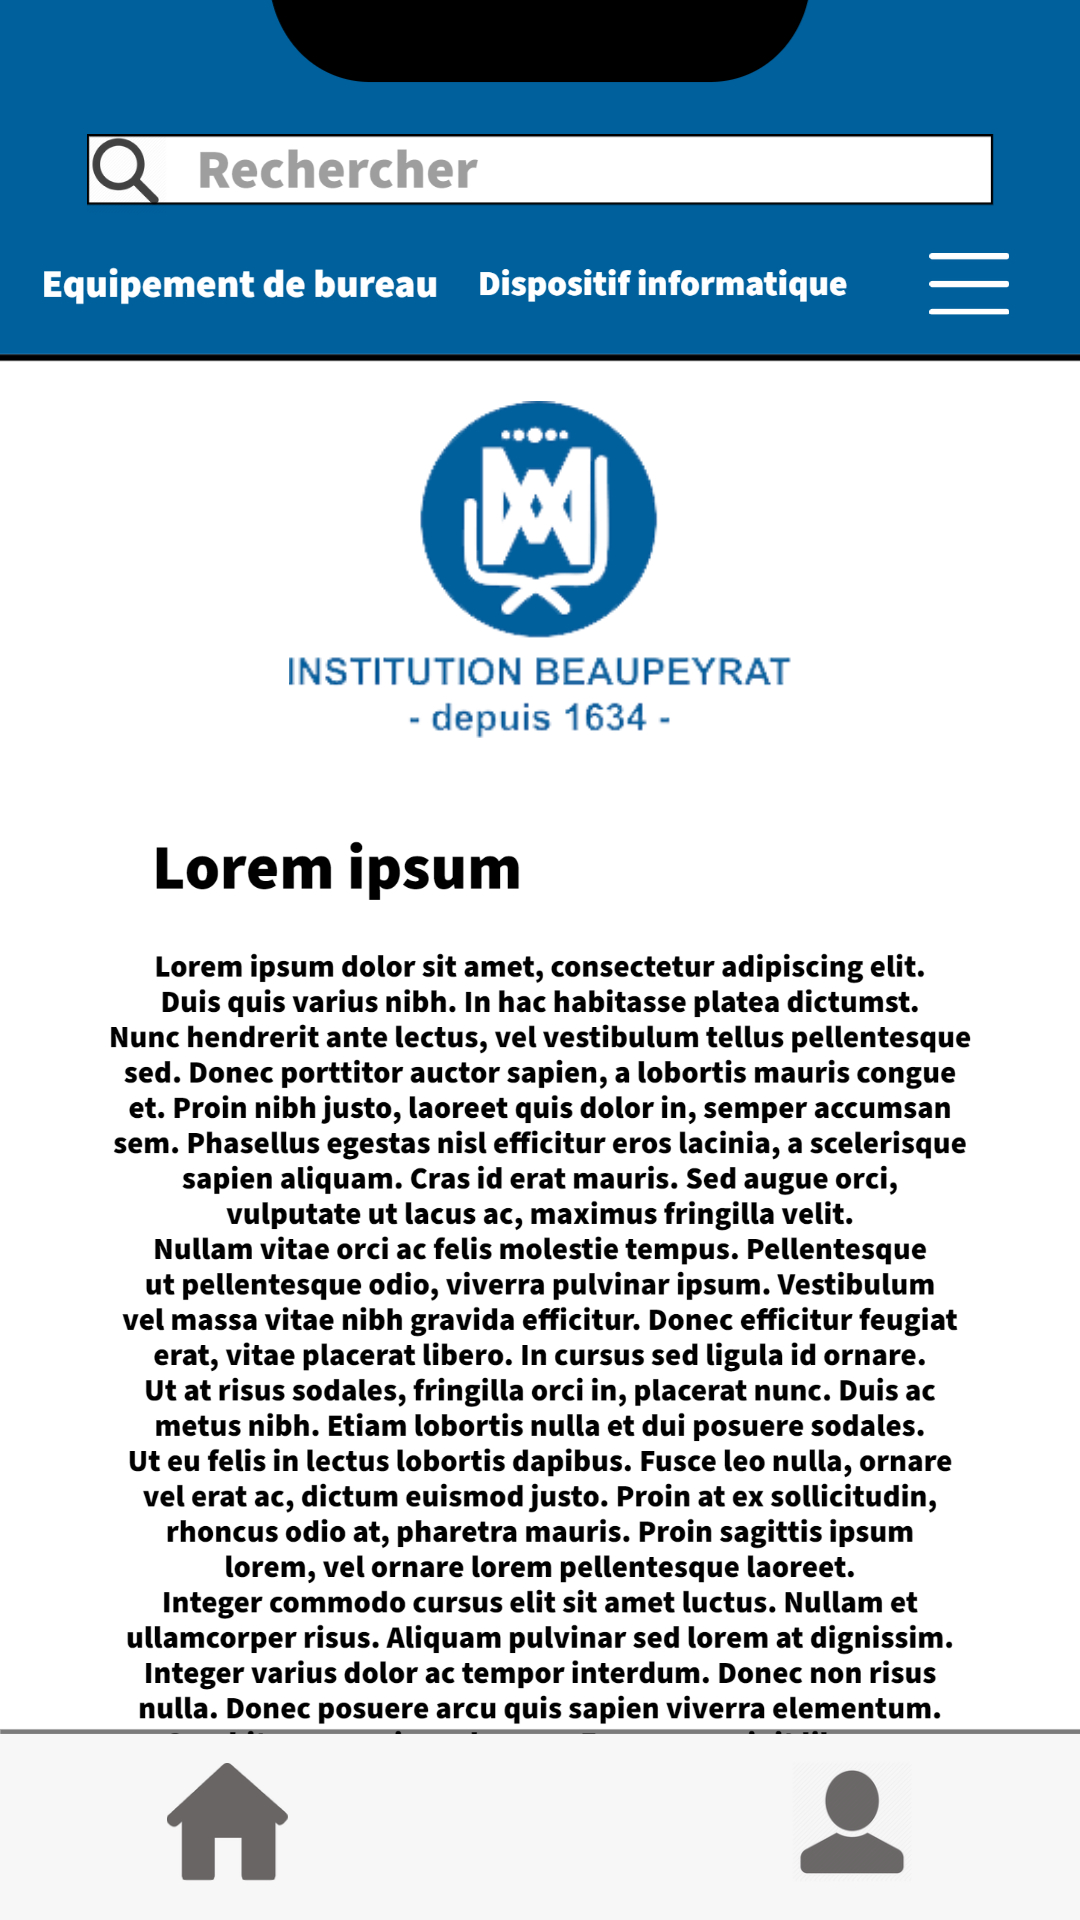 Rechercher
Equipement de bureau Dispositif informatique
INSTITUTION BEAUPEYRAT
- depuis 1634 -
Lorem ipsum
Lorem ipsum dolor sit amet, consectetur adipiscing elit.
Duis quis varius nibh. In hac habitasse platea dictumst.
Nunc hendrerit ante lectus, vel vestibulum tellus pellentesque
sed. Donec porttitor auctor sapien, a lobortis mauris congue
et. Proin nibh justo, laoreet quis dolor in, semper accumsan
sem. Phasellus egestas nisl efficitur eros lacinia, a scelerisque
sapien aliquam. Cras id erat mauris. Sed augue orci,
vulputate ut lacus ac, maximus fringilla velit.
Nullam vitae orci ac felis molestie tempus. Pellentesque
ut pellentesque odio, viverra pulvinar ipsum. Vestibulum
vel massa vitae nibh gravida efficitur. Donec efficitur feugiat
erat, vitae placerat libero. In cursus sed ligula id ornare.
Ut at risus sodales, fringilla orci in, placerat nunc. Duis ac
metus nibh. Etiam lobortis nulla et dui posuere sodales.
Ut eu felis in lectus lobortis dapibus. Fusce leo nulla, ornare
vel erat ac, dictum euismod justo. Proin at ex sollicitudin,
rhoncus odio at, pharetra mauris. Proin sagittis ipsum
lorem, vel ornare lorem pellentesque laoreet.
Integer commodo cursus elit sit amet luctus. Nullam et
ullamcorper risus. Aliquam pulvinar sed lorem at dignissim.
Integer varius dolor ac tempor interdum. Donec non risus
nulla. Donec posuere arcu quis sapien viverra elementum.